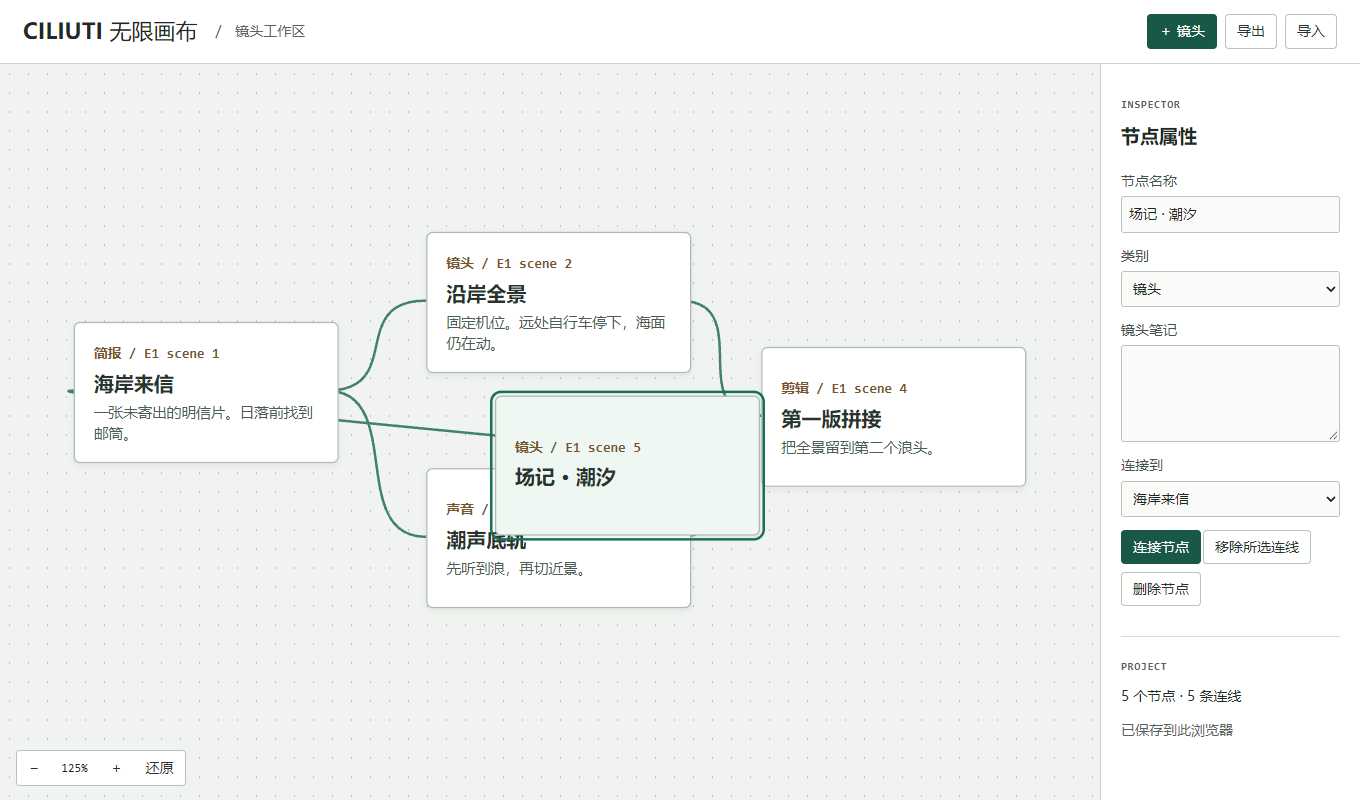 CILIUTI 无限画布 / 镜头工作区
+ 镜头
导出
导入
镜头 / E1 scene 2
沿岸全景
固定机位。远处自行车停下，海面
仍在动。
简报 / E1 scene 1
海岸来信
一张未寄出的明信片。日落前找到
邮筒。
剪辑 / E1 scene 4
第一版拼接
把全景留到第二个浪头。
镜头 / E1 scene 5
场记·潮汐
声音 /
潮声底轨
先听到浪，再切近景。
− 125% + 还原
INSPECTOR
节点属性
节点名称
场记·潮汐
类别
镜头
镜头笔记
连接到
海岸来信
连接节点
移除所选连线
删除节点
PROJECT
5 个节点 · 5 条连线
已保存到此浏览器